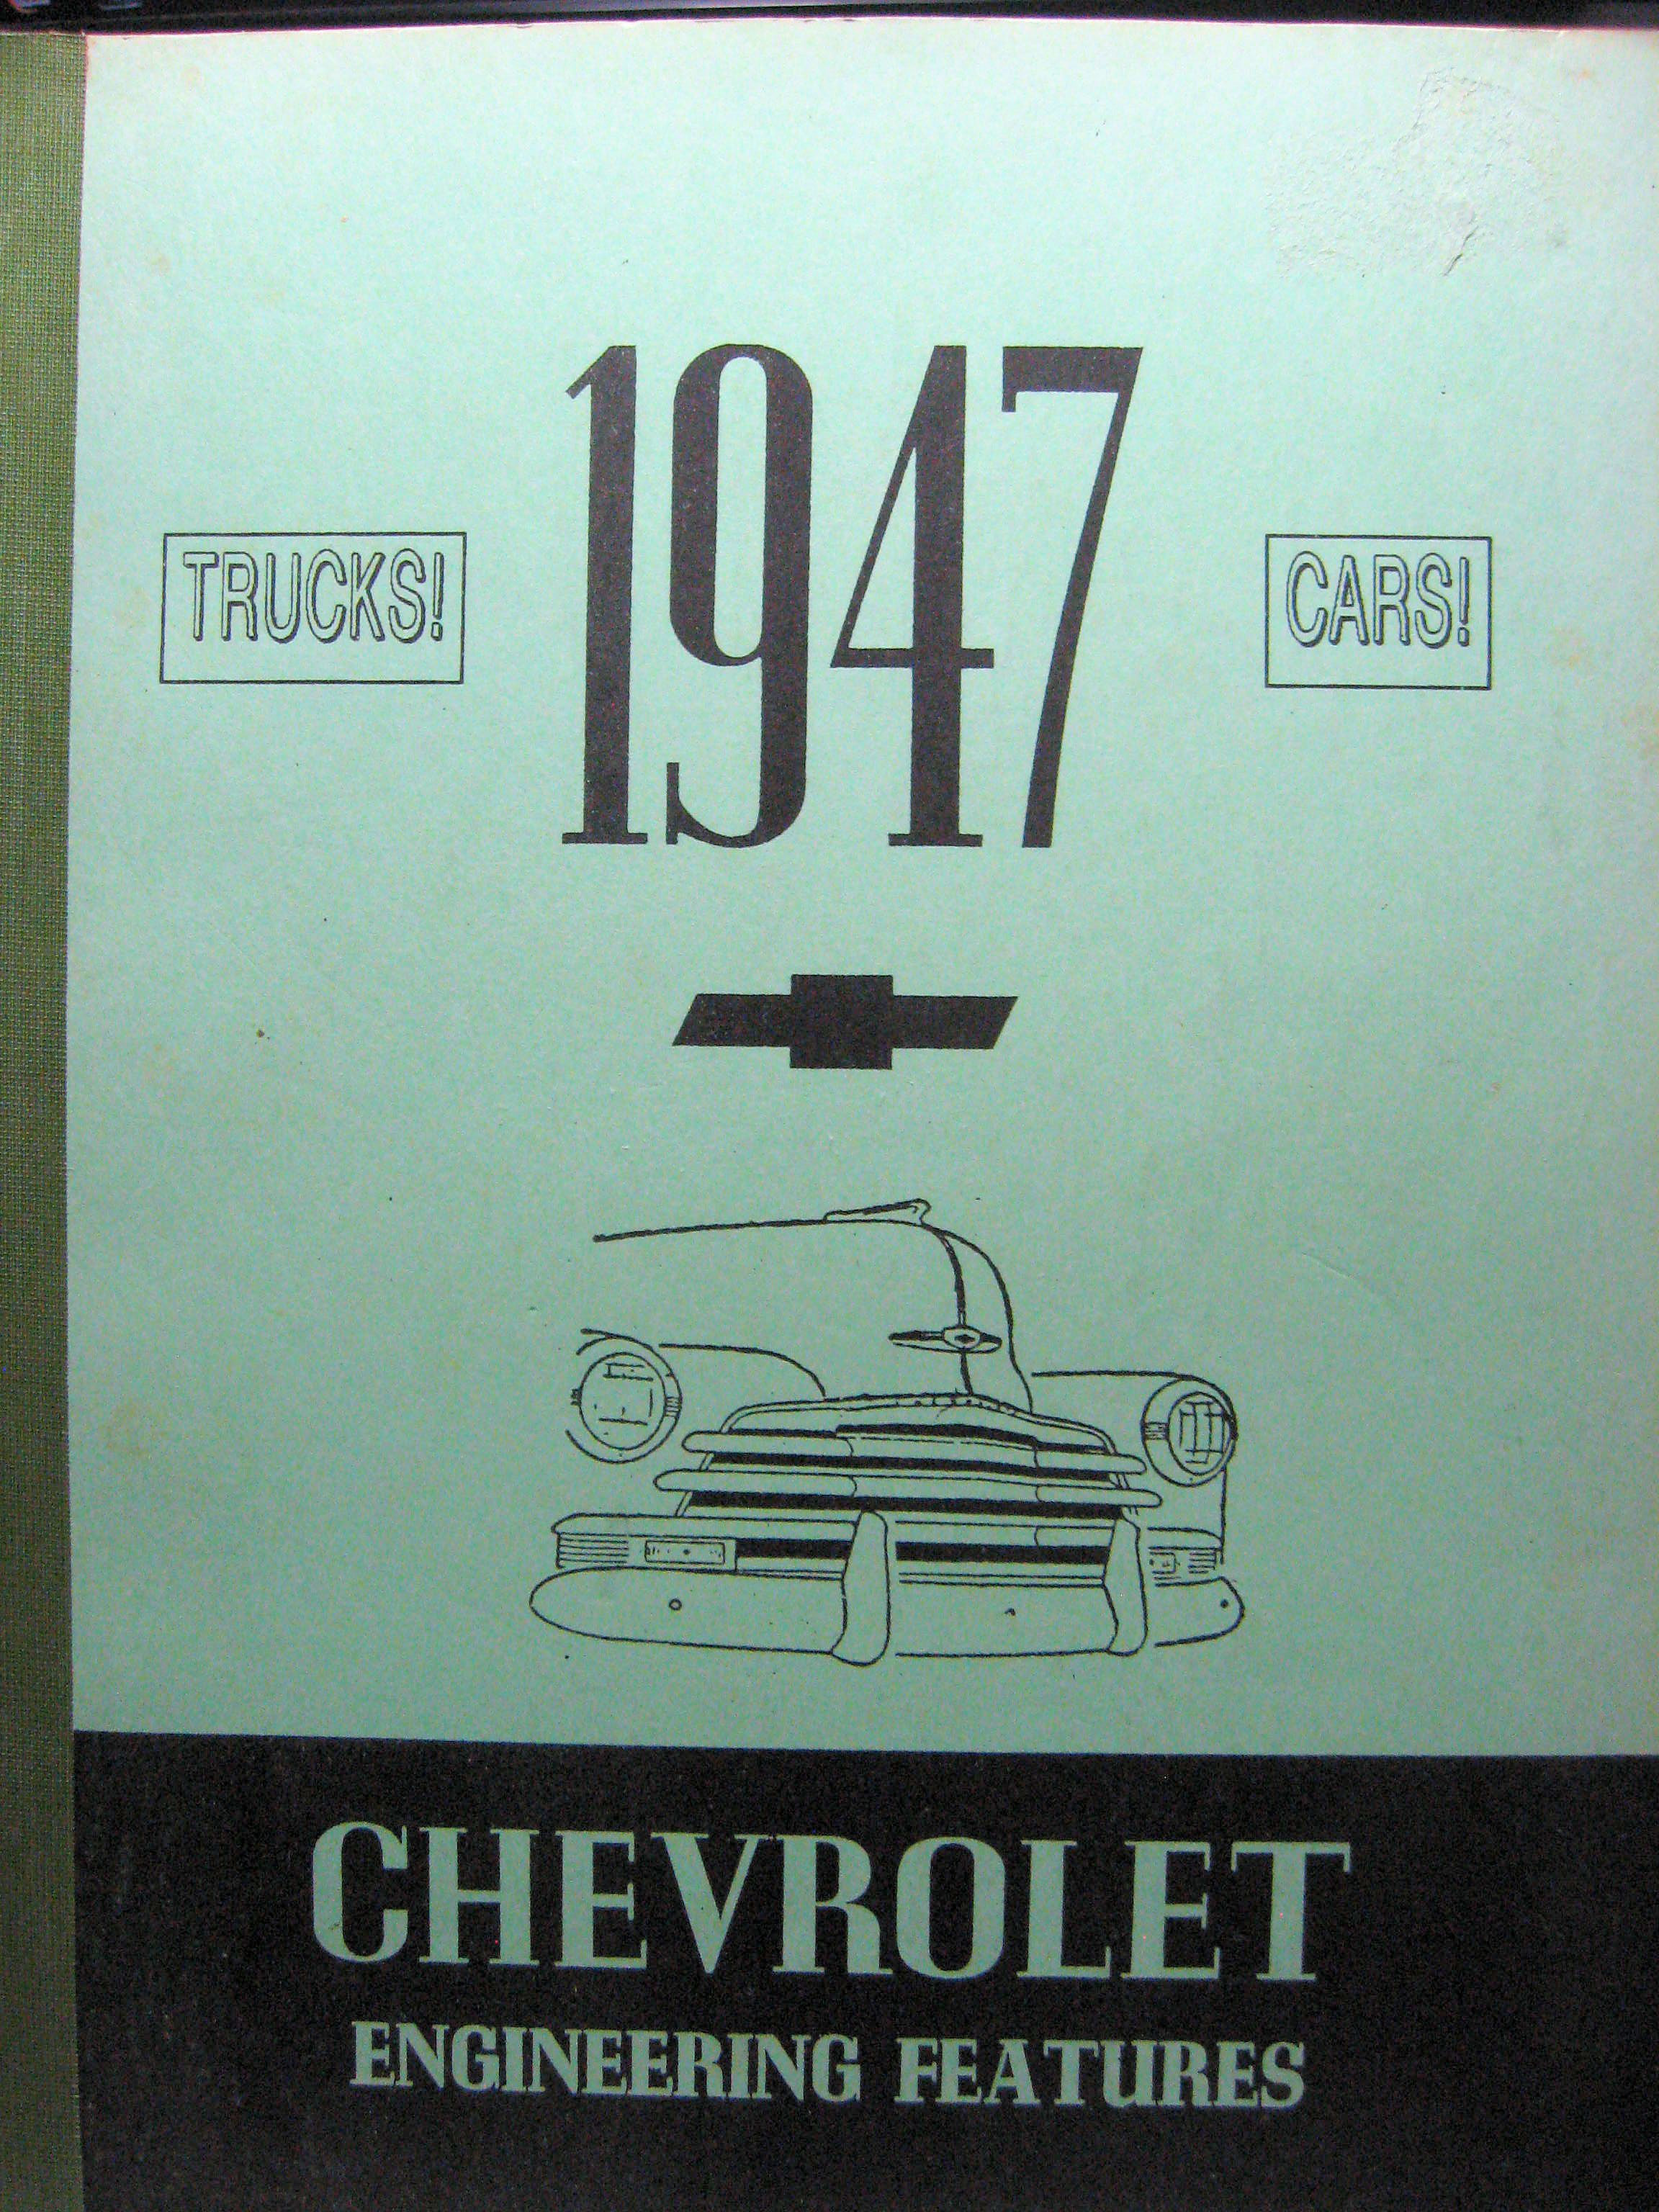 1947
TRUCKS!
CARS!
CHEVROLET
ENGINEERING FEATURES